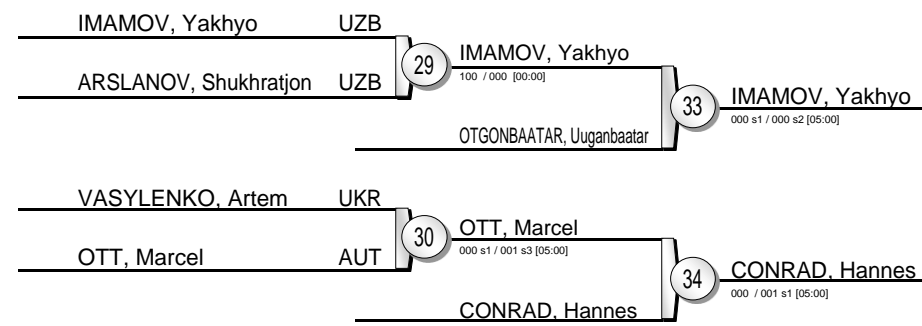 IMAMOV, Yakhyo UZB
ARSLANOV, Shukhratjon UZB
29
IMAMOV, Yakhyo
100 / 000 [00:00]
OTGONBAATAR, Uuganbaatar
33
IMAMOV, Yakhyo
000 s1 / 000 s2 [05:00]
VASYLENKO, Artem UKR
OTT, Marcel AUT
30
OTT, Marcel
000 s1 / 001 s3 [05:00]
CONRAD, Hannes
34
CONRAD, Hannes
000 / 001 s1 [05:00]